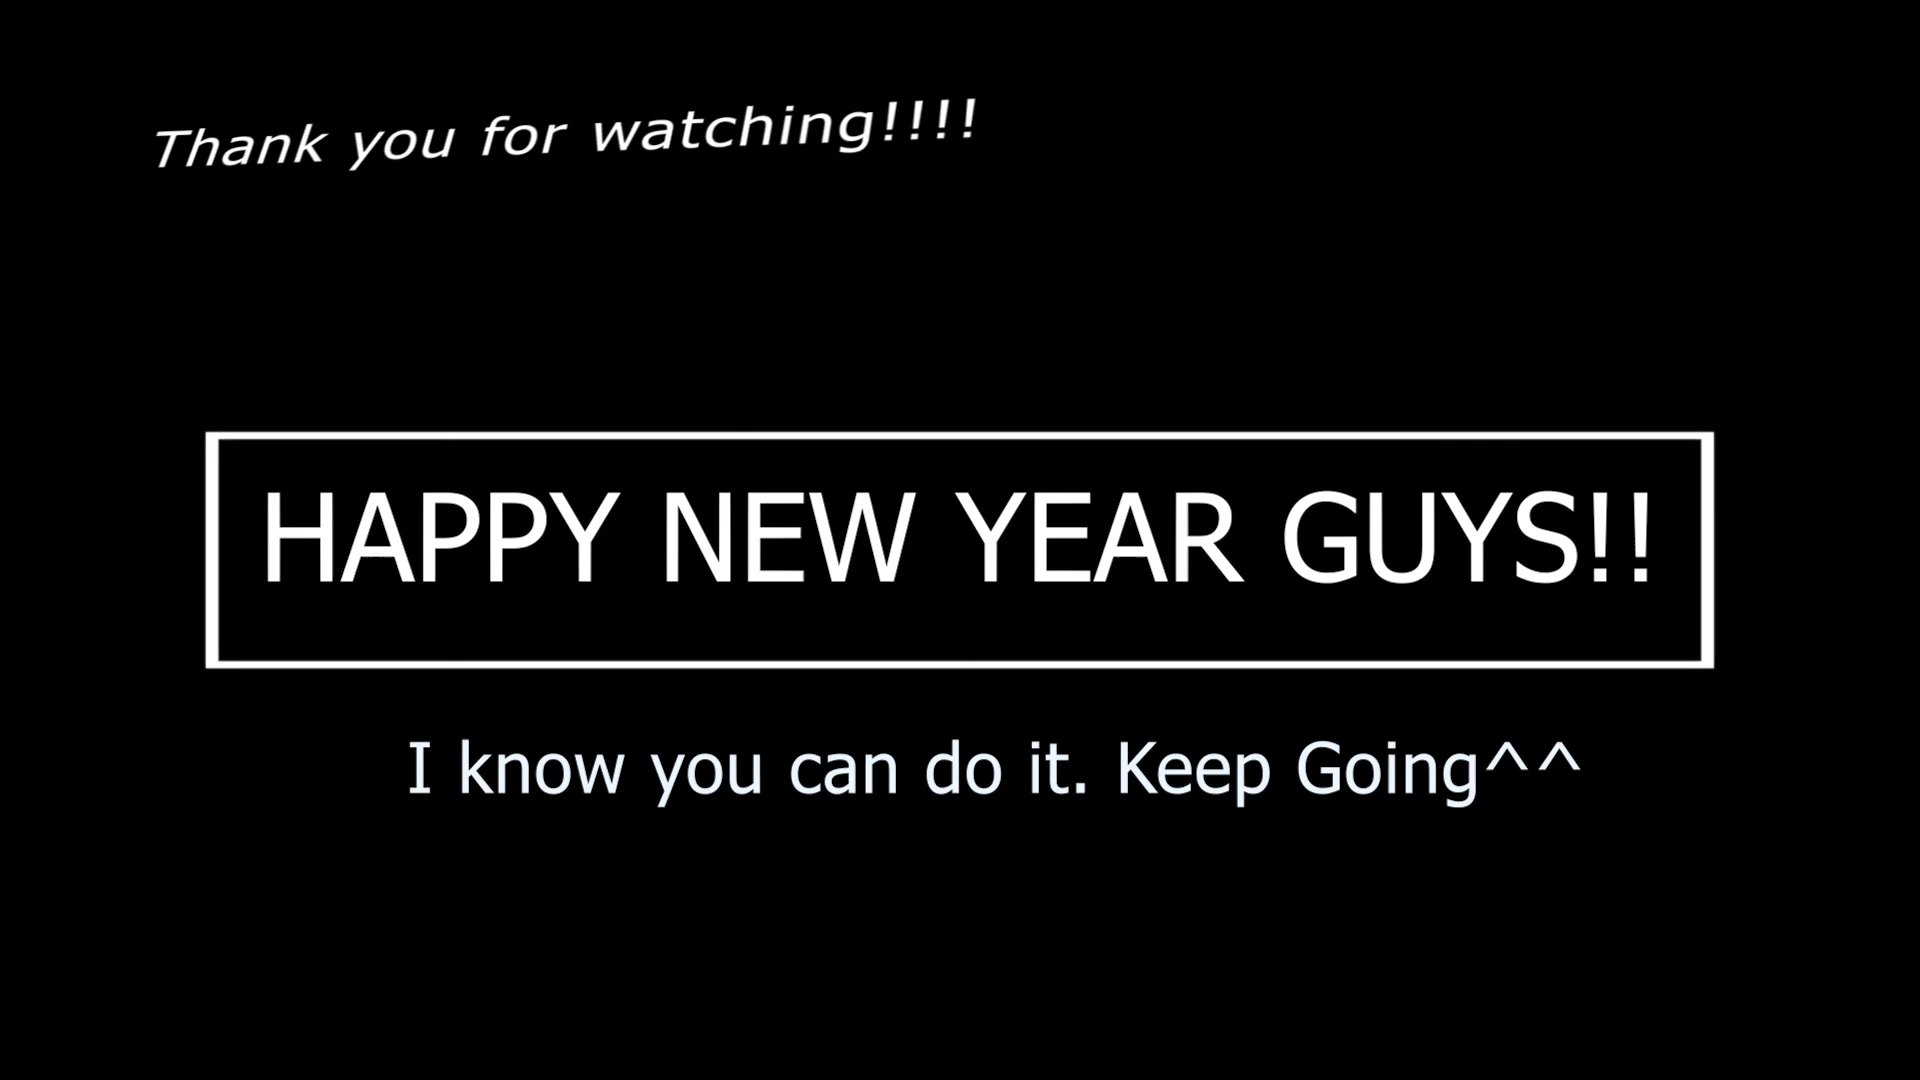 Thank you for watching!!!!
HAPPY NEW YEAR GUYS!!
I know you can do it. Keep Going^^